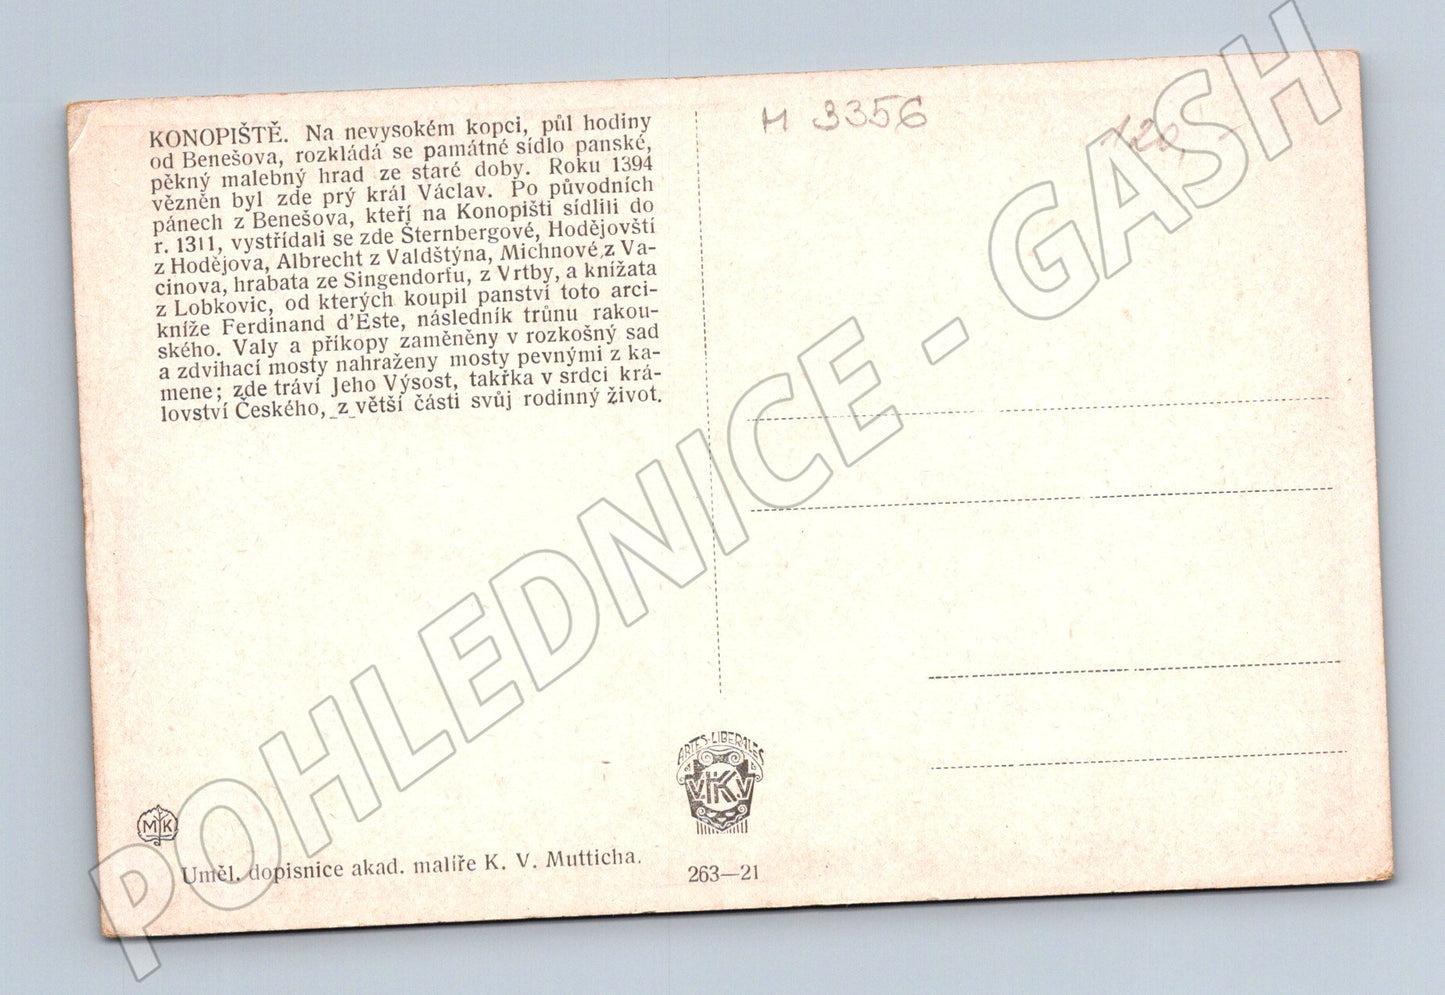 KONOPIŠTĚ. Na nevysokém kopci, půl hodiny
od Benešova, rozkládá se památné sídlo panské,
pěkný malebný hrad ze staré doby. Roku 1394
vězněn byl zde prý král Václav. Po původních
pánech z Benešova, kteří na Konopišti sídlili do
r. 1311, vystřídali se zde Šternbergové, Hodějovští
z Hodějova, Albrecht z Valdštýna, Michnové z Va-
cinova, hrabata ze Singendorfu, z Vrtby, a knížata
z Lobkovic, od kterých koupil panství toto arci-
kníže Ferdinand d'Este, následník trůnu rakou-
ského. Valy a příkopy zaměněny v rozkošný sad
a zdvihací mosty nahraženy mosty pevnými z ka-
mene; zde tráví Jeho Výsost, takřka v srdci krá-
lovství Českého, z větší části svůj rodinný život.
M 3356
120,-
ARTES-LIBERALES
V.K.V
MK
Uměl. dopisnice akad. malíře K. V. Mutticha.
263—21
POHLEDNICE - GASH